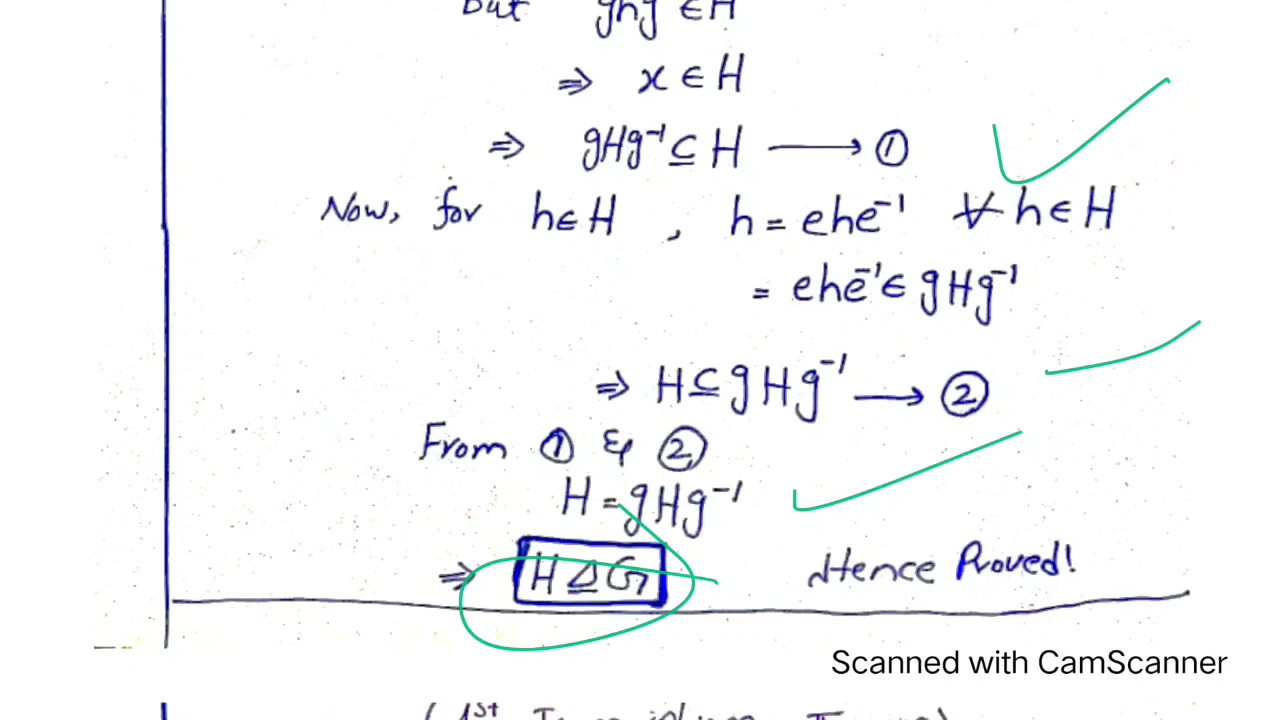 But ghg ∈ H
⇒ x ∈ H
⇒ gHg⁻¹ ⊆ H ⟶ ①
Now, for h ∈ H , h = ehe⁻¹ ∀ h ∈ H
= ehe⁻¹ ∈ gHg⁻¹
⇒ H ⊆ gHg⁻¹ ⟶ ②
From ① & ②
H = gHg⁻¹
⇒ H ⊴ G Hence Proved!
Scanned with CamScanner
(1st